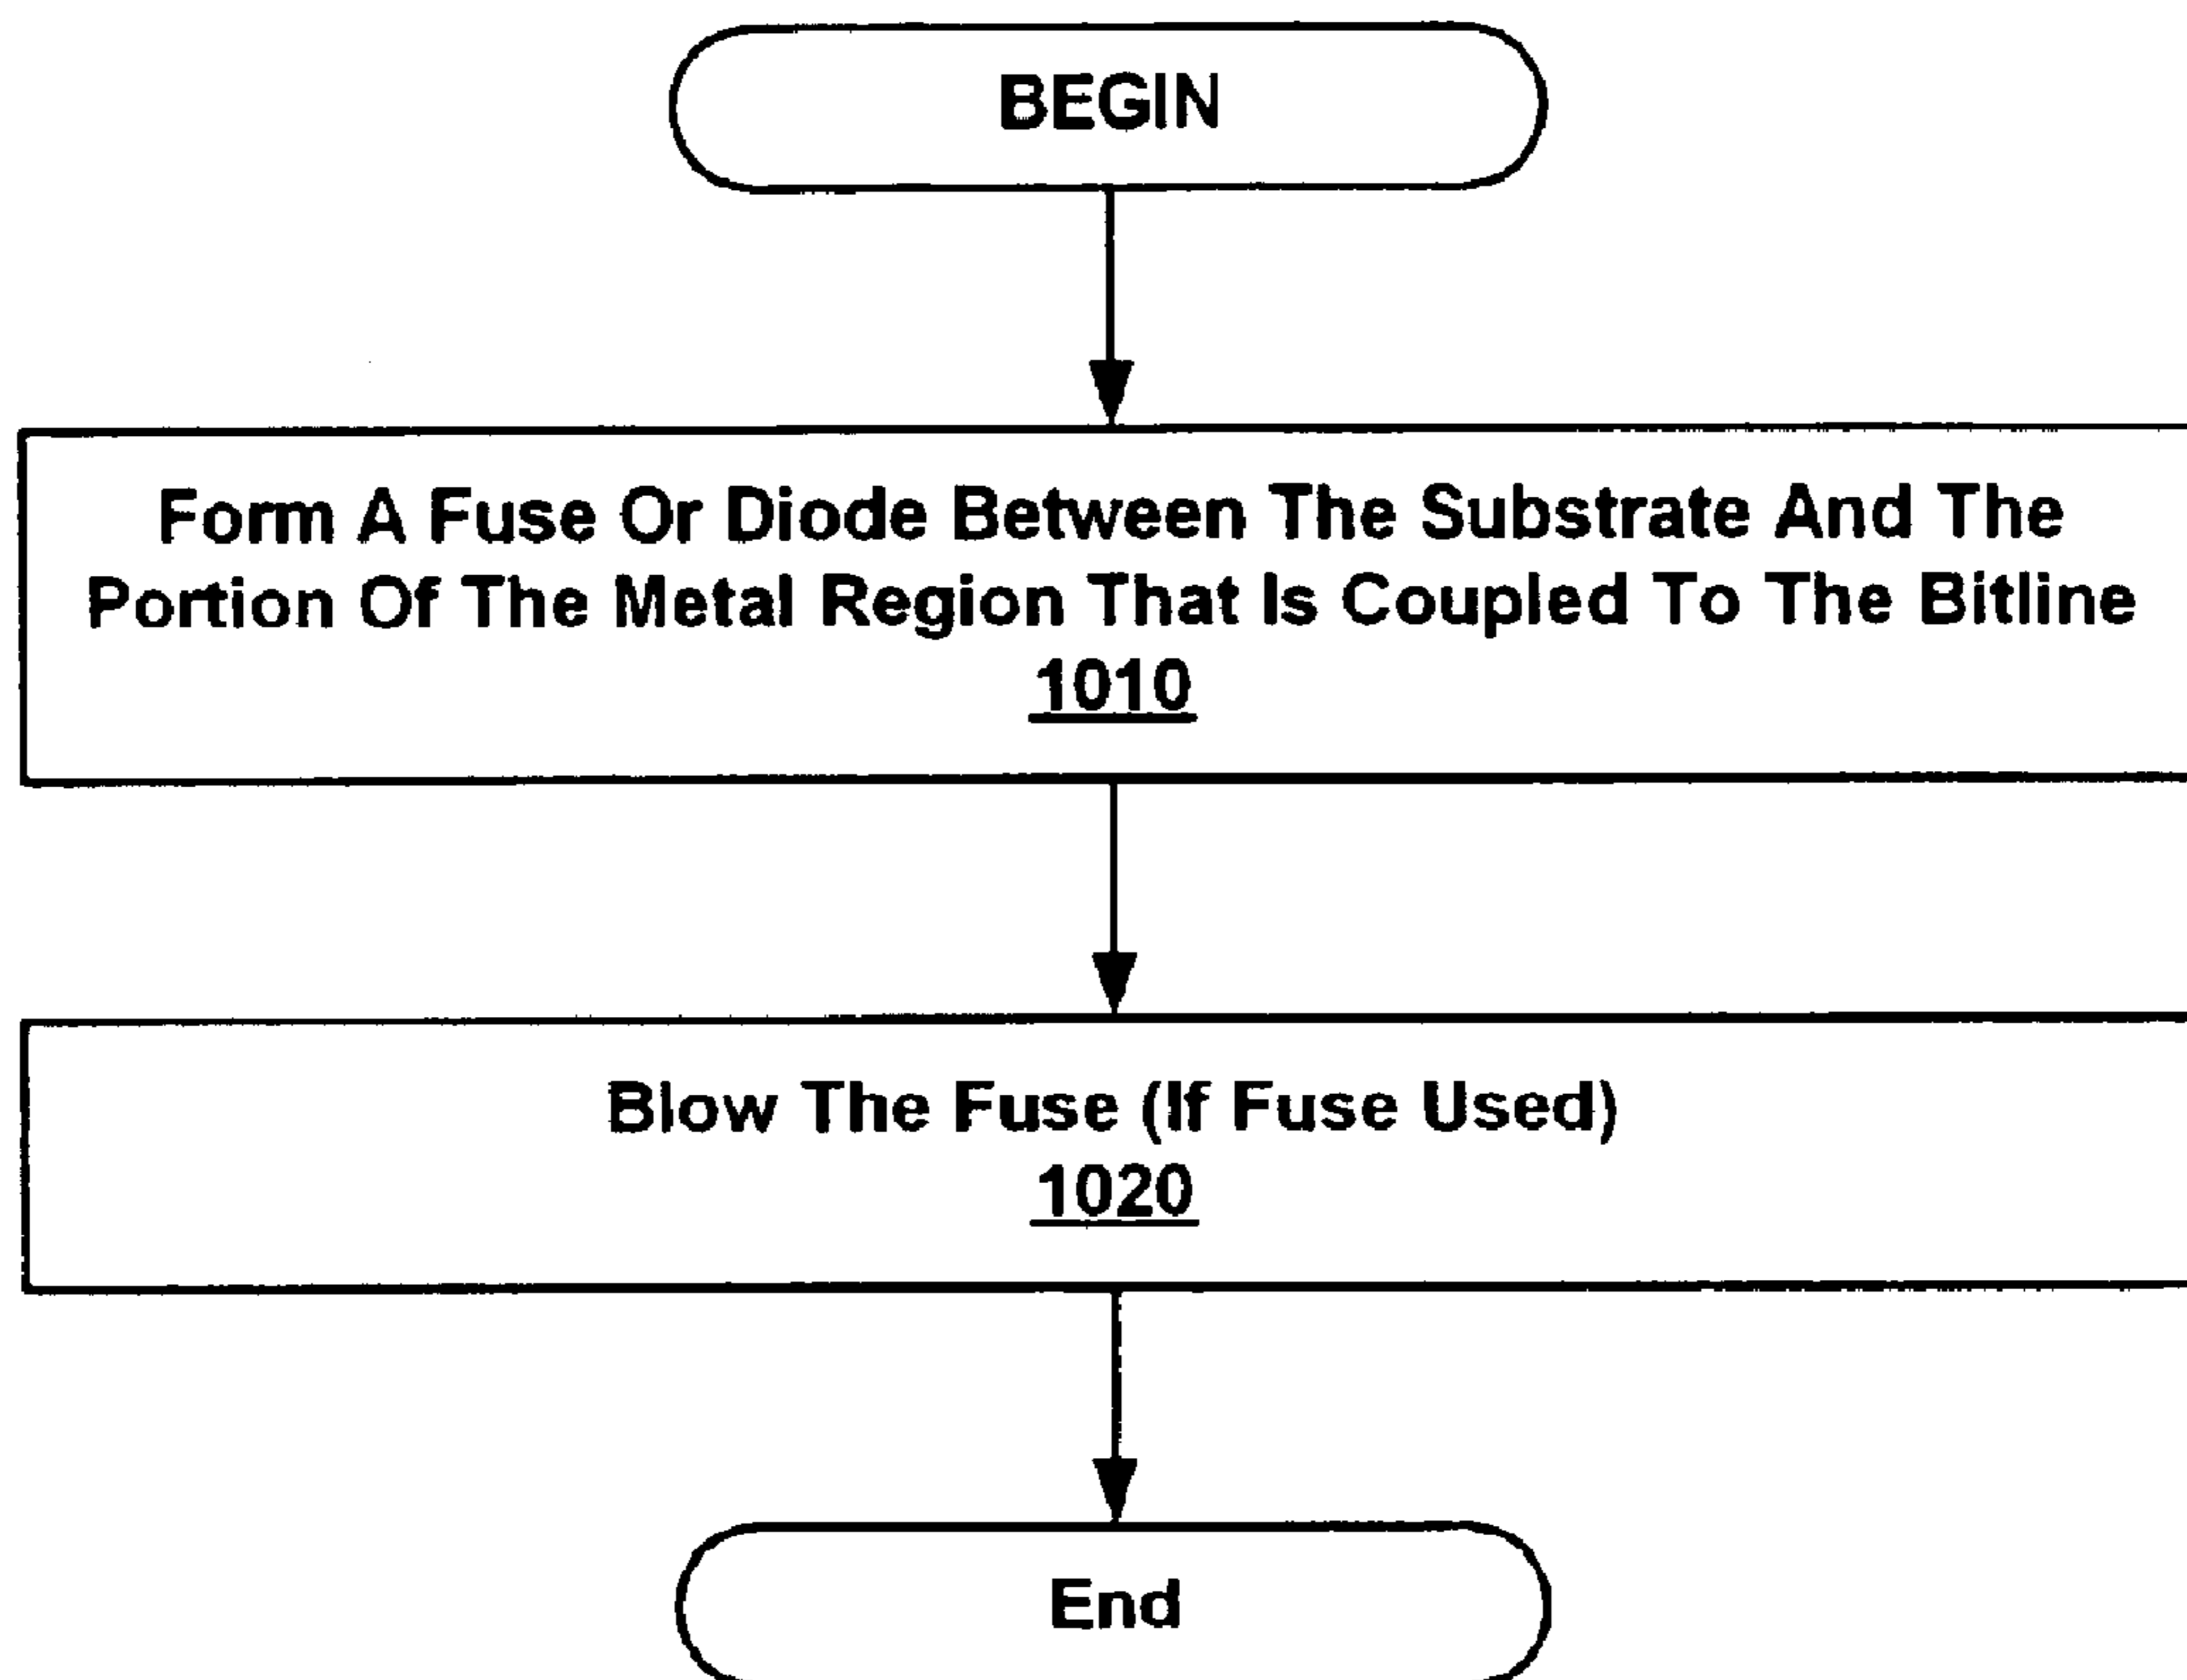 BEGIN
Form A Fuse Or Diode Between The Substrate And The
Portion Of The Metal Region That Is Coupled To The Bitline
1010
Blow The Fuse (If Fuse Used)
1020
End